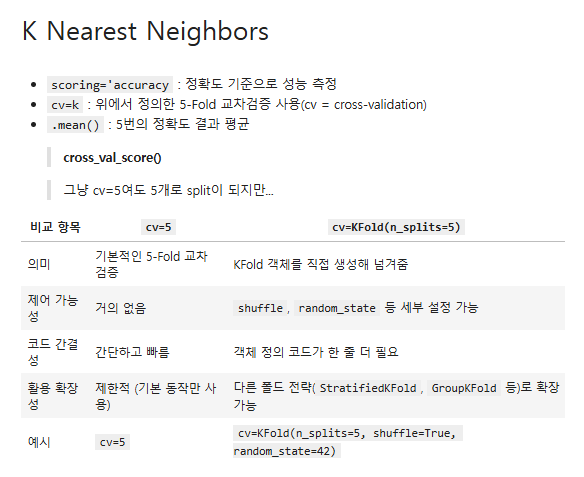 K Nearest Neighbors
scoring='accuracy : 정확도 기준으로 성능 측정
cv=k : 위에서 정의한 5-Fold 교차검증 사용(cv = cross-validation)
.mean() : 5번의 정확도 결과 평균
cross_val_score()
그냥 cv=5여도 5개로 split이 되지만...
비교 항목 cv=5 cv=KFold(n_splits=5)
의미 기본적인 5-Fold 교차
검증 KFold 객체를 직접 생성해 넘겨줌
제어 가능
성 거의 없음 shuffle, random_state 등 세부 설정 가능
코드 간결
성 간단하고 빠름 객체 정의 코드가 한 줄 더 필요
활용 확장
성 제한적 (기본 동작만 사
용) 다른 폴드 전략( StratifiedKFold, GroupKFold 등)로 확장
가능
예시 cv=5 cv=KFold(n_splits=5, shuffle=True,
random_state=42)